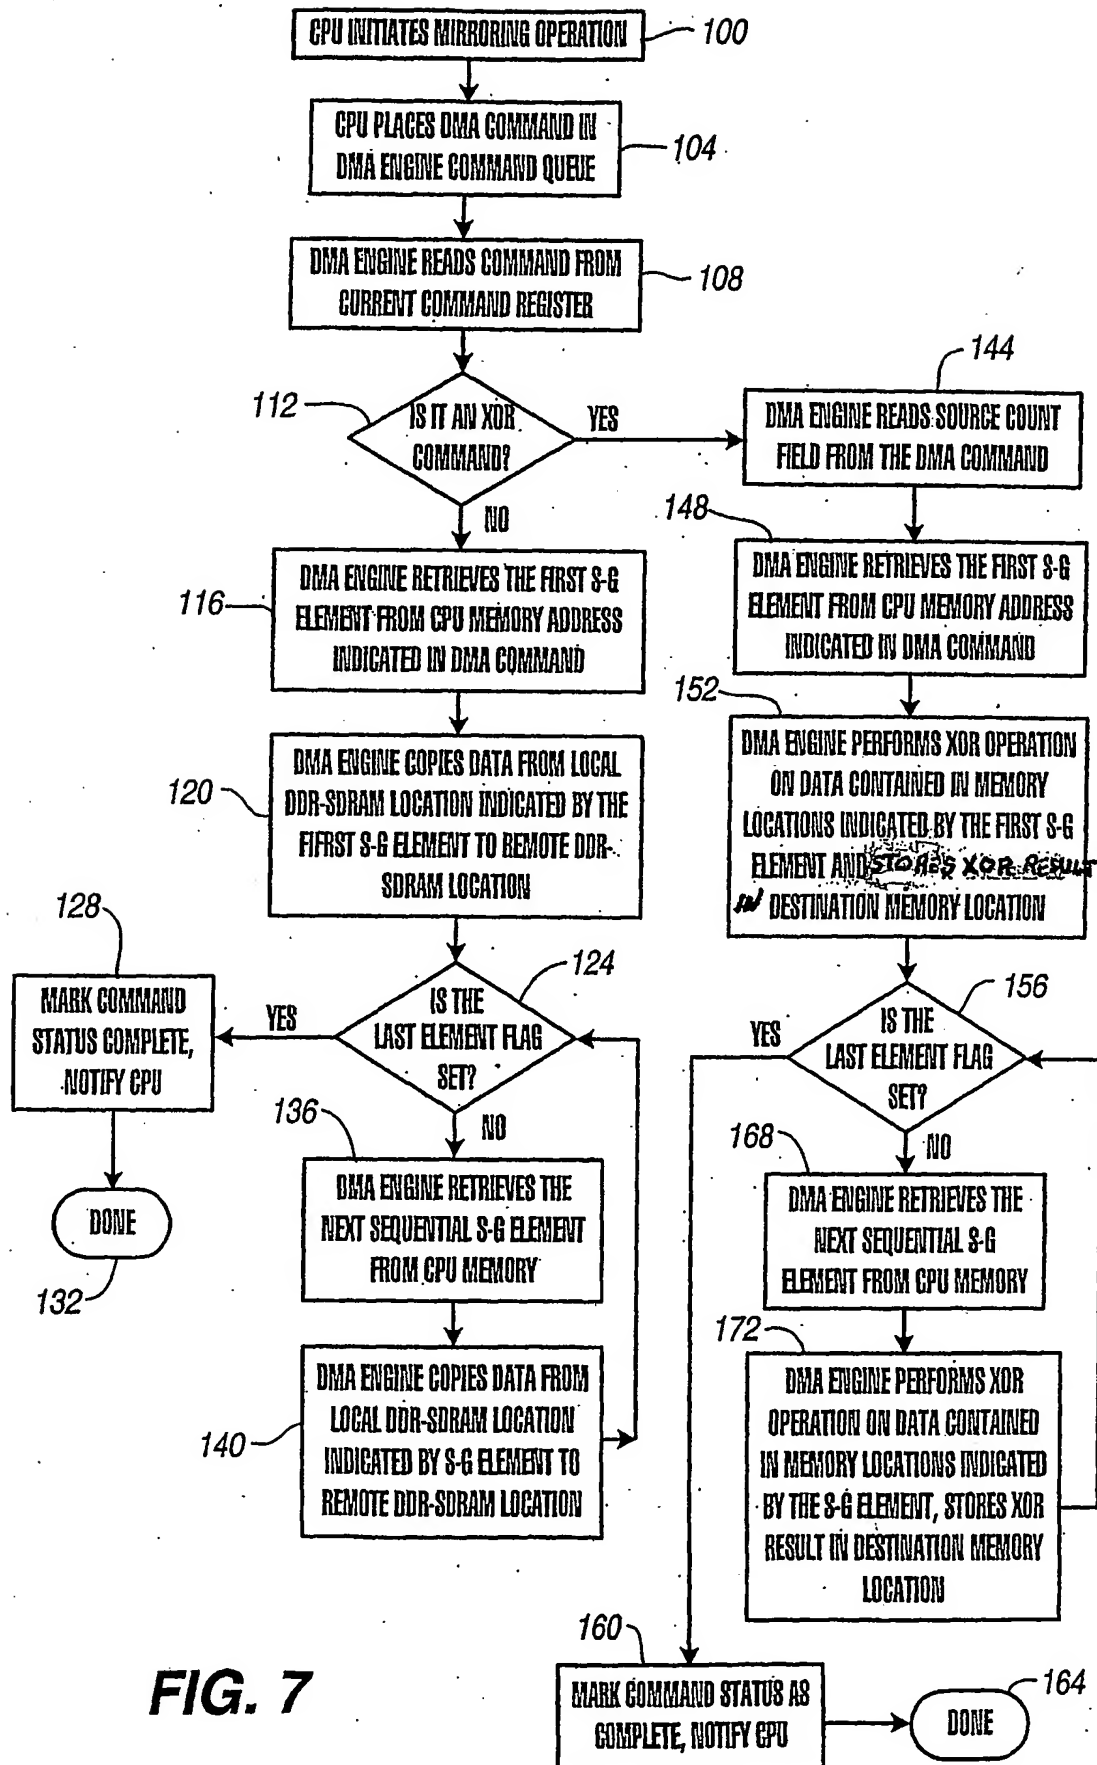 CPU INITIATES MIRRORING OPERATION
100
CPU PLACES DMA COMMAND IN
DMA ENGINE COMMAND QUEUE
104
DMA ENGINE READS COMMAND FROM
CURRENT COMMAND REGISTER
108
112
IS IT AN XOR
COMMAND?
YES
NO
144
DMA ENGINE READS SOURCE COUNT
FIELD FROM THE DMA COMMAND
116
DMA ENGINE RETRIEVES THE FIRST S-G
ELEMENT FROM CPU MEMORY ADDRESS
INDICATED IN DMA COMMAND
148
DMA ENGINE RETRIEVES THE FIRST S-G
ELEMENT FROM CPU MEMORY ADDRESS
INDICATED IN DMA COMMAND
120
DMA ENGINE COPIES DATA FROM LOCAL
DDR-SDRAM LOCATION INDICATED BY THE
FIFRST S-G ELEMENT TO REMOTE DDR-
SDRAM LOCATION
152
DMA ENGINE PERFORMS XOR OPERATION
ON DATA CONTAINED IN MEMORY
LOCATIONS INDICATED BY THE FIRST S-G
ELEMENT AND STORES XOR RESULT
IN DESTINATION MEMORY LOCATION
128
MARK COMMAND
STATUS COMPLETE,
NOTIFY CPU
YES
124
IS THE
LAST ELEMENT FLAG
SET?
NO
156
YES
IS THE
LAST ELEMENT FLAG
SET?
NO
DONE
132
136
DMA ENGINE RETRIEVES THE
NEXT SEQUENTIAL S-G ELEMENT
FROM CPU MEMORY
168
DMA ENGINE RETRIEVES THE
NEXT SEQUENTIAL S-G
ELEMENT FROM CPU MEMORY
140
DMA ENGINE COPIES DATA FROM
LOCAL DDR-SDRAM LOCATION
INDICATED BY S-G ELEMENT TO
REMOTE DDR-SDRAM LOCATION
172
DMA ENGINE PERFORMS XOR
OPERATION ON DATA CONTAINED
IN MEMORY LOCATIONS INDICATED
BY THE S-G ELEMENT, STORES XOR
RESULT IN DESTINATION MEMORY
LOCATION
160
MARK COMMAND STATUS AS
COMPLETE, NOTIFY CPU
DONE
164
FIG. 7